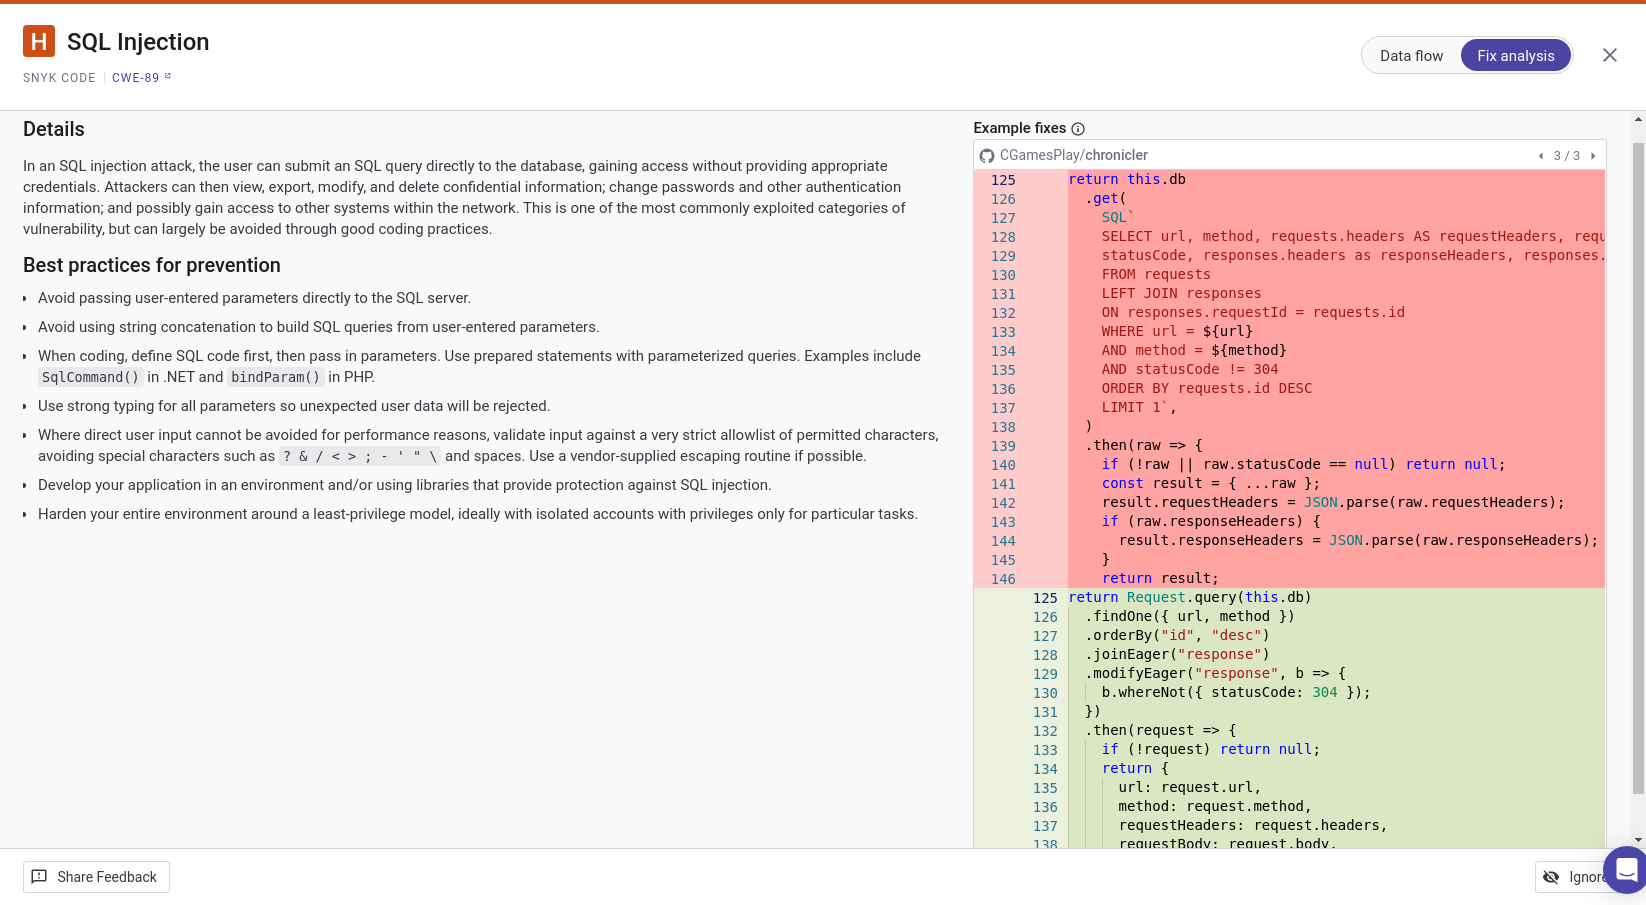 H SQL Injection
SNYK CODE CWE-89
Data flow Fix analysis
Details
In an SQL injection attack, the user can submit an SQL query directly to the database, gaining access without providing appropriate
credentials. Attackers can then view, export, modify, and delete confidential information; change passwords and other authentication
information; and possibly gain access to other systems within the network. This is one of the most commonly exploited categories of
vulnerability, but can largely be avoided through good coding practices.
Best practices for prevention
Avoid passing user-entered parameters directly to the SQL server.
Avoid using string concatenation to build SQL queries from user-entered parameters.
When coding, define SQL code first, then pass in parameters. Use prepared statements with parameterized queries. Examples include
SqlCommand() in .NET and bindParam() in PHP.
Use strong typing for all parameters so unexpected user data will be rejected.
Where direct user input cannot be avoided for performance reasons, validate input against a very strict allowlist of permitted characters,
avoiding special characters such as ? & / < > ; - ' " \ and spaces. Use a vendor-supplied escaping routine if possible.
Develop your application in an environment and/or using libraries that provide protection against SQL injection.
Harden your entire environment around a least-privilege model, ideally with isolated accounts with privileges only for particular tasks.
Example fixes
CGamesPlay/chronicler 3 / 3
125 return this.db
126 .get(
127 SQL`
128 SELECT url, method, requests.headers AS requestHeaders, requ
129 statusCode, responses.headers as responseHeaders, responses.
130 FROM requests
131 LEFT JOIN responses
132 ON responses.requestId = requests.id
133 WHERE url = ${url}
134 AND method = ${method}
135 AND statusCode != 304
136 ORDER BY requests.id DESC
137 LIMIT 1`,
138 )
139 .then(raw => {
140 if (!raw || raw.statusCode == null) return null;
141 const result = { ...raw };
142 result.requestHeaders = JSON.parse(raw.requestHeaders);
143 if (raw.responseHeaders) {
144 result.responseHeaders = JSON.parse(raw.responseHeaders);
145 }
146 return result;
125 return Request.query(this.db)
126 .findOne({ url, method })
127 .orderBy("id", "desc")
128 .joinEager("response")
129 .modifyEager("response", b => {
130 b.whereNot({ statusCode: 304 });
131 })
132 .then(request => {
133 if (!request) return null;
134 return {
135 url: request.url,
136 method: request.method,
137 requestHeaders: request.headers,
138 requestBody: request.body,
Share Feedback
Ignore